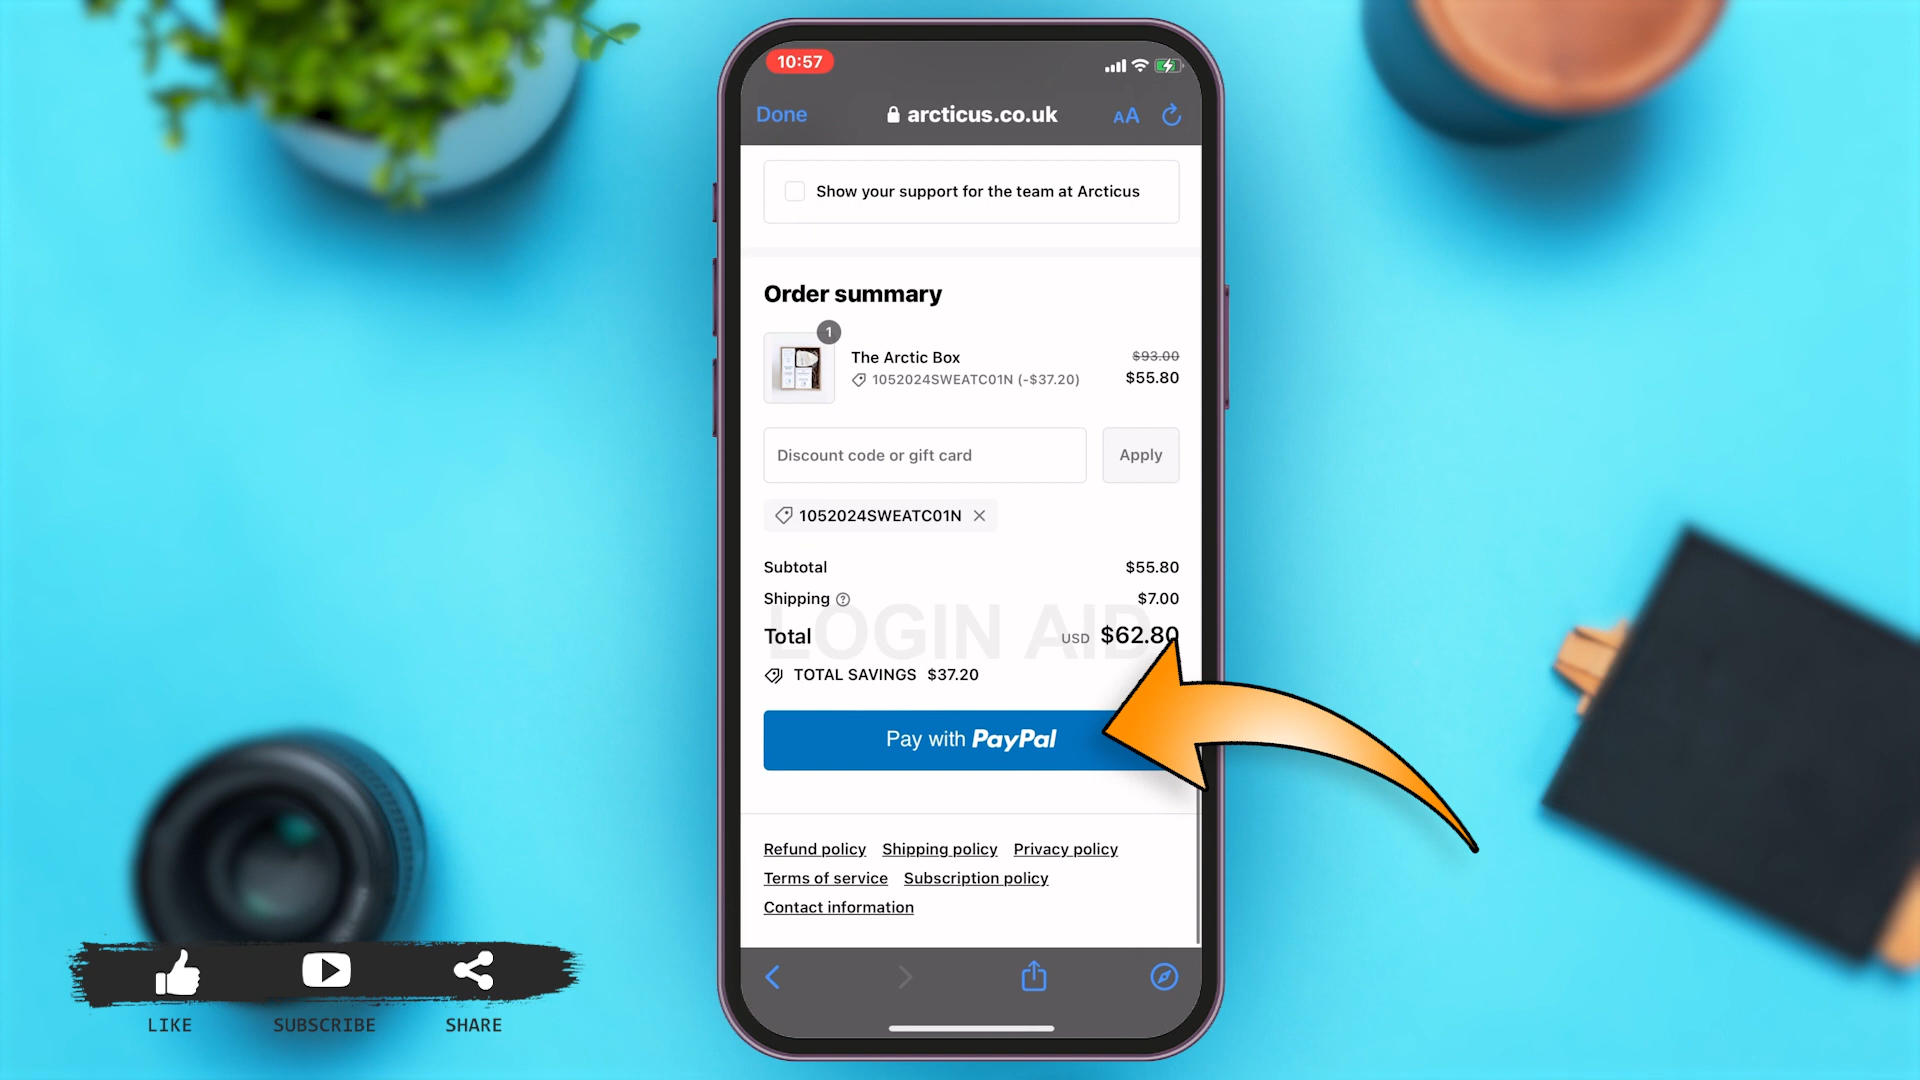 10:57
Done
arcticus.co.uk
AA
Show your support for the team at Arcticus
Order summary
1
The Arctic Box
$93.00
1052024SWEATC01N (-$37.20)
$55.80
Discount code or gift card
Apply
1052024SWEATC01N
Subtotal
$55.80
Shipping ?
$7.00
LOGIN AID
Total
USD $62.80
TOTAL SAVINGS $37.20
Pay with PayPal
Refund policy Shipping policy Privacy policy
Terms of service Subscription policy
Contact information
LIKE SUBSCRIBE SHARE